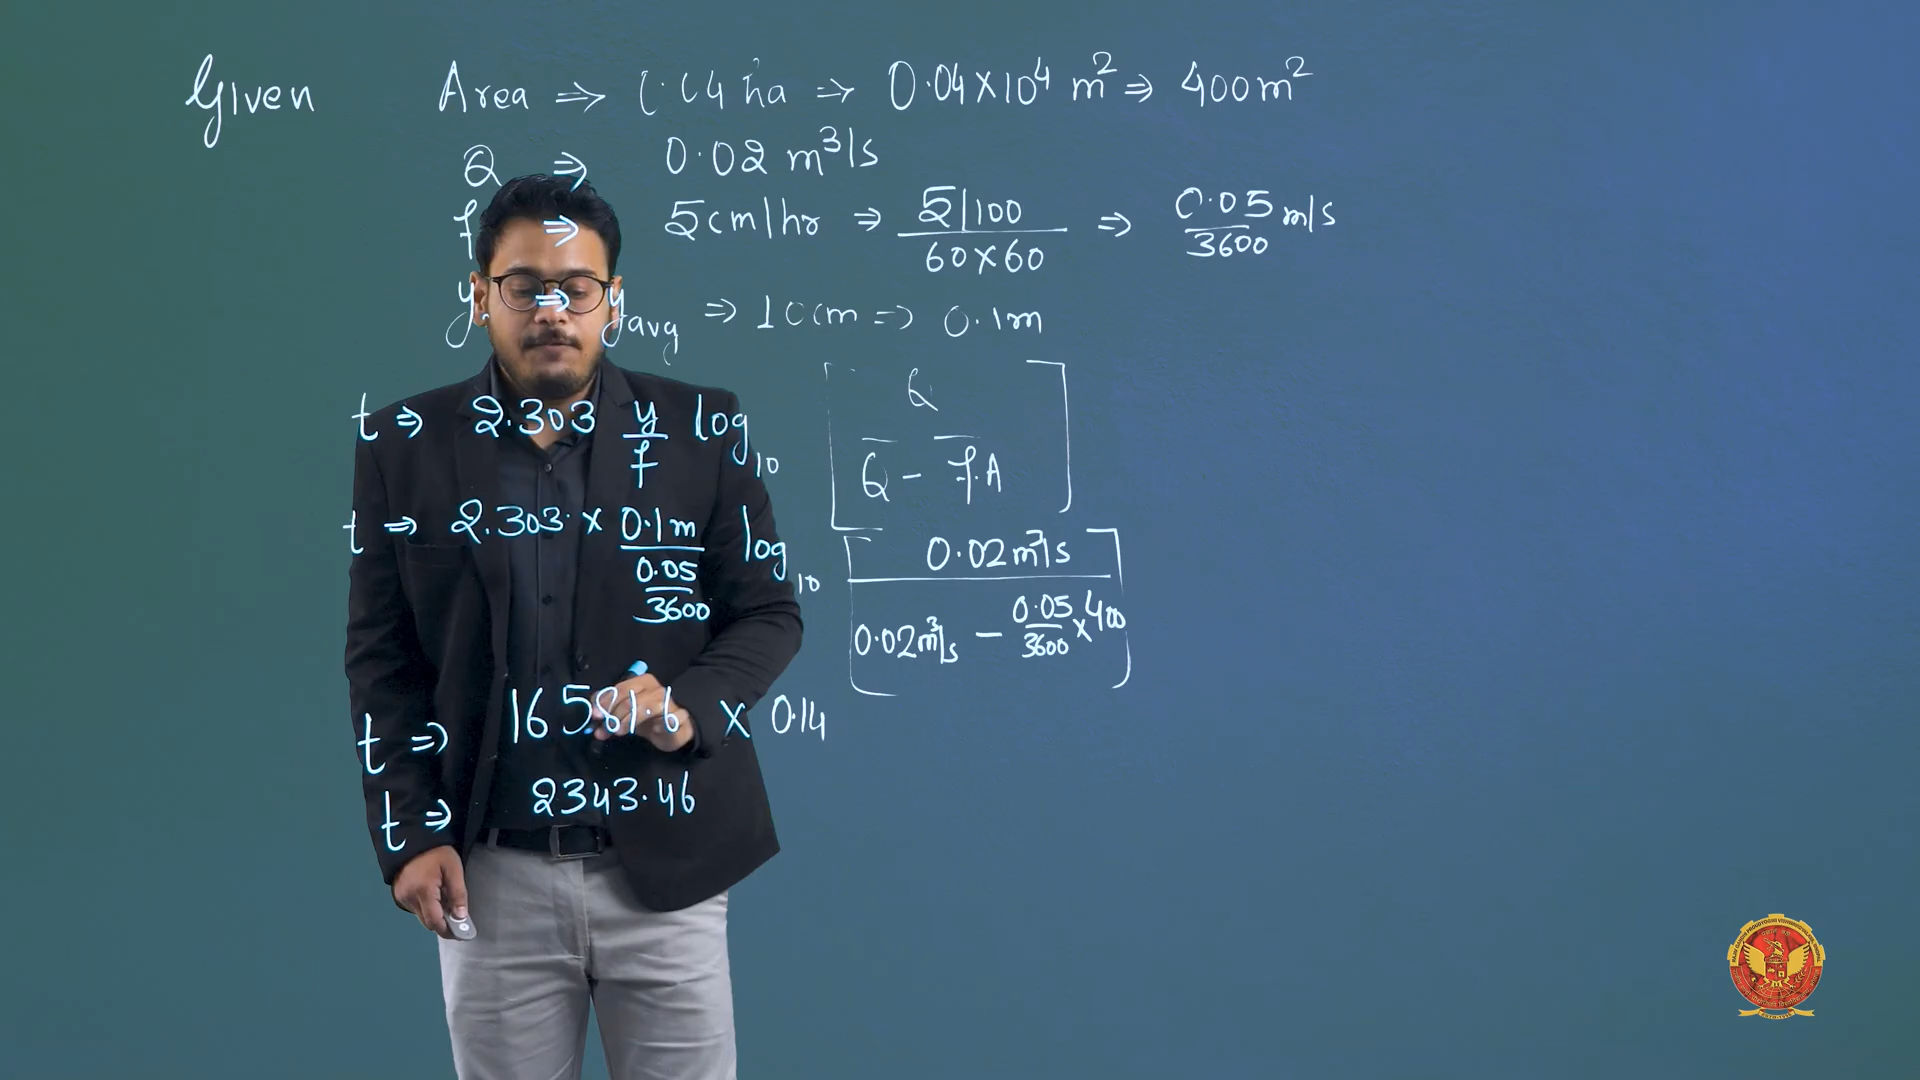 Given Area ⇒ 0.04 ha ⇒ 0.04×10⁴ m² ⇒ 400m²
Q ⇒ 0.02 m³/s
f ⇒ 5cm/hr ⇒ 5/100 / 60×60 ⇒ 0.05/3600 m/s
y ⇒ y avg ⇒ 10cm ⇒ 0.1m
t ⇒ 2.303 y/f log₁₀ [Q / Q - f.A]
t ⇒ 2.303 × 0.1m / 0.05/3600 log₁₀ [0.02m³/s / 0.02m³/s - 0.05/3600 × 400]
t ⇒ 16581.6 × 0.14
t ⇒ 2343.46